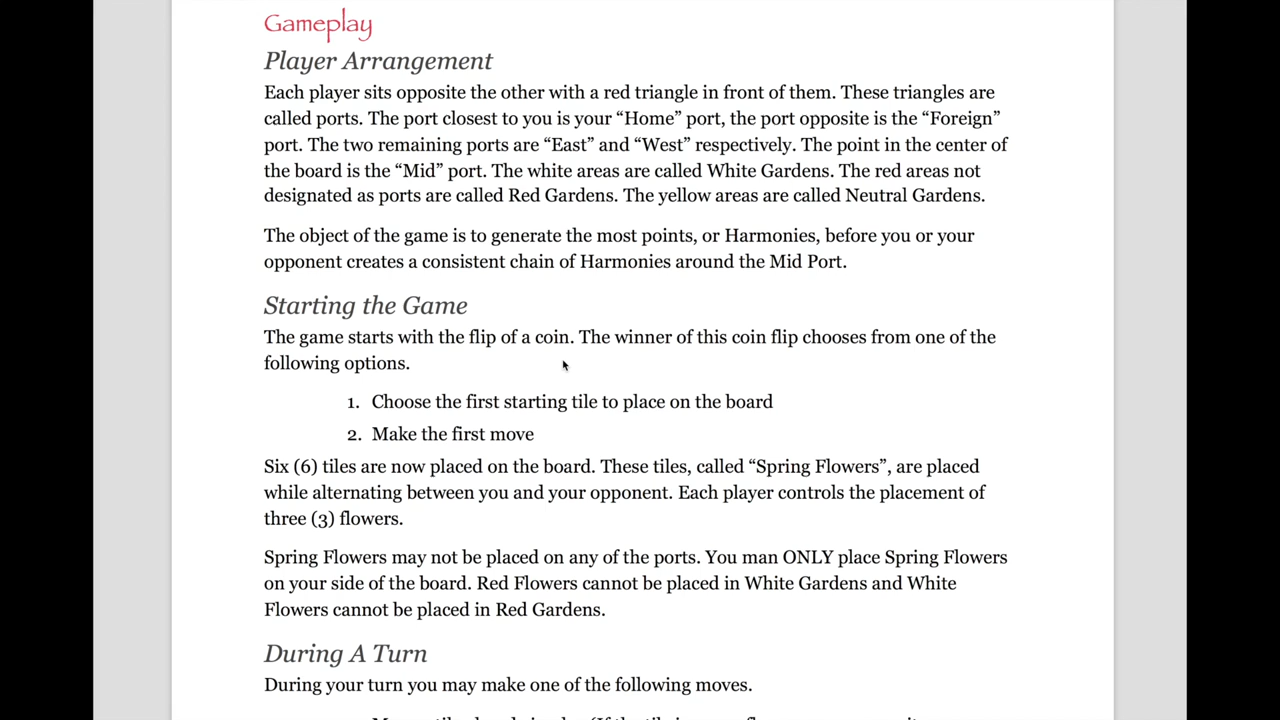 Gameplay
Player Arrangement
Each player sits opposite the other with a red triangle in front of them. These triangles are
called ports. The port closest to you is your “Home” port, the port opposite is the “Foreign”
port. The two remaining ports are “East” and “West” respectively. The point in the center of
the board is the “Mid” port. The white areas are called White Gardens. The red areas not
designated as ports are called Red Gardens. The yellow areas are called Neutral Gardens.
The object of the game is to generate the most points, or Harmonies, before you or your
opponent creates a consistent chain of Harmonies around the Mid Port.
Starting the Game
The game starts with the flip of a coin. The winner of this coin flip chooses from one of the
following options.
1. Choose the first starting tile to place on the board
2. Make the first move
Six (6) tiles are now placed on the board. These tiles, called “Spring Flowers”, are placed
while alternating between you and your opponent. Each player controls the placement of
three (3) flowers.
Spring Flowers may not be placed on any of the ports. You man ONLY place Spring Flowers
on your side of the board. Red Flowers cannot be placed in White Gardens and White
Flowers cannot be placed in Red Gardens.
During A Turn
During your turn you may make one of the following moves.